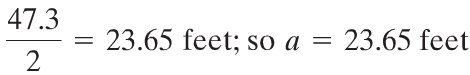 47.3/2 = 23.65 feet; so a = 23.65 feet